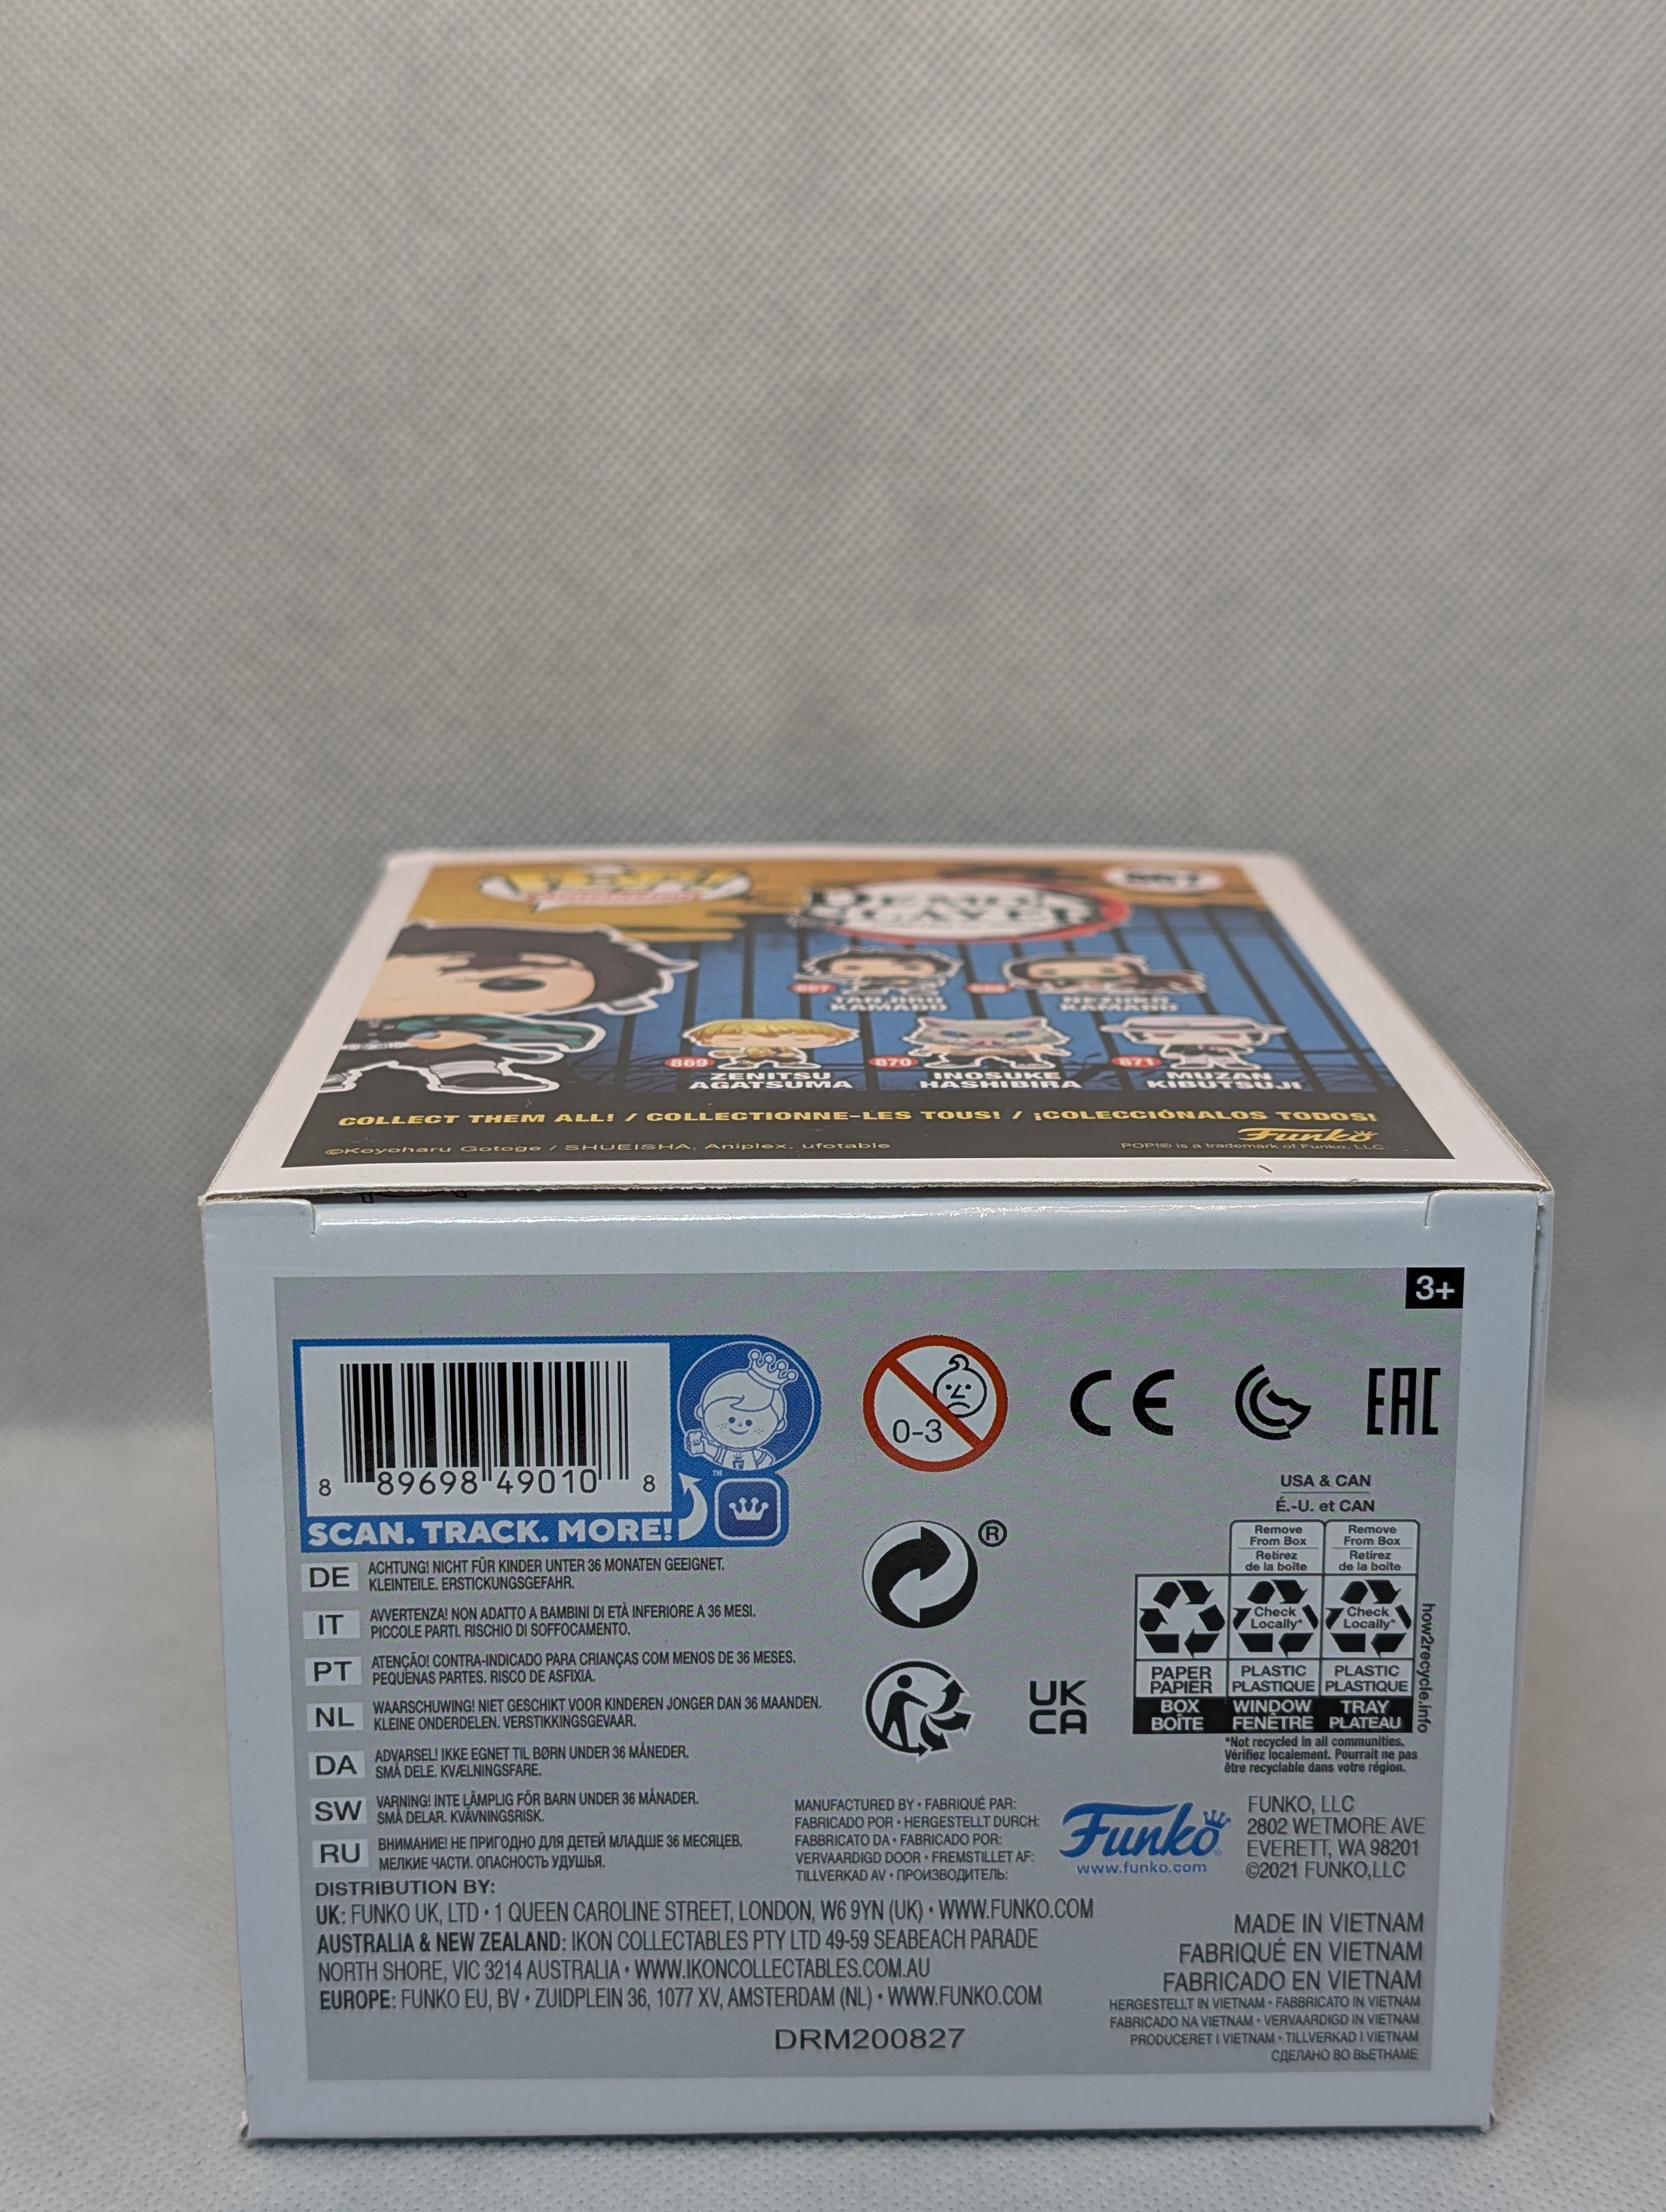 DEMON
SLAYER
867
867
TANJIRO
KAMADO
868
NEZUKO
KAMADO
869
ZENITSU
AGATSUMA
870
INOSUKE
HASHIBIRA
871
MUZAN
KIBUTSUJI
COLLECT THEM ALL! / COLLECTIONNE-LES TOUS! / ¡COLECCIÓNALOS TODOS!
Funko
©Koyoharu Gotoge / SHUEISHA, Aniplex, ufotable
POP!® is a trademark of Funko, LLC.
3+
8 89698 49010 8
TM
SCAN. TRACK. MORE!
0-3
CE
EAC
®
UK
CA
USA & CAN
É.-U. et CAN
Remove
From Box
Retirez
de la boîte
Remove
From Box
Retirez
de la boîte
Check
Locally*
Check
Locally*
PAPER
PAPIER
PLASTIC
PLASTIQUE
PLASTIC
PLASTIQUE
BOX
BOÎTE
WINDOW
FENÊTRE
TRAY
PLATEAU
how2recycle.info
*Not recycled in all communities.
Vérifiez localement. Pourrait ne pas
être recyclable dans votre région.
DE ACHTUNG! NICHT FÜR KINDER UNTER 36 MONATEN GEEIGNET.
KLEINTEILE. ERSTICKUNGSGEFAHR.
IT AVVERTENZA! NON ADATTO A BAMBINI DI ETÀ INFERIORE A 36 MESI.
PICCOLE PARTI. RISCHIO DI SOFFOCAMENTO.
PT ATENÇÃO! CONTRA-INDICADO PARA CRIANÇAS COM MENOS DE 36 MESES.
PEQUENAS PARTES. RISCO DE ASFIXIA.
NL WAARSCHUWING! NIET GESCHIKT VOOR KINDEREN JONGER DAN 36 MAANDEN.
KLEINE ONDERDELEN. VERSTIKKINGSGEVAAR.
DA ADVARSEL! IKKE EGNET TIL BØRN UNDER 36 MÅNEDER.
SMÅ DELE. KVÆLNINGSFARE.
SW VARNING! INTE LÄMPLIG FÖR BARN UNDER 36 MÅNADER.
SMÅ DELAR. KVÄVNINGSRISK.
RU ВНИМАНИЕ! НЕ ПРИГОДНО ДЛЯ ДЕТЕЙ МЛАДШЕ 36 МЕСЯЦЕВ.
МЕЛКИЕ ЧАСТИ. ОПАСНОСТЬ УДУШЬЯ.
MANUFACTURED BY • FABRIQUÉ PAR:
FABRICADO POR • HERGESTELLT DURCH:
FABBRICATO DA • FABRICADO POR:
VERVAARDIGD DOOR • FREMSTILLET AF:
TILLVERKAD AV • ПРОИЗВОДИТЕЛЬ:
Funko®
www.funko.com
FUNKO, LLC
2802 WETMORE AVE
EVERETT, WA 98201
©2021 FUNKO,LLC
DISTRIBUTION BY:
UK: FUNKO UK, LTD • 1 QUEEN CAROLINE STREET, LONDON, W6 9YN (UK) • WWW.FUNKO.COM
AUSTRALIA & NEW ZEALAND: IKON COLLECTABLES PTY LTD 49-59 SEABEACH PARADE
NORTH SHORE, VIC 3214 AUSTRALIA • WWW.IKONCOLLECTABLES.COM.AU
EUROPE: FUNKO EU, BV • ZUIDPLEIN 36, 1077 XV, AMSTERDAM (NL) • WWW.FUNKO.COM
DRM200827
MADE IN VIETNAM
FABRIQUÉ EN VIETNAM
FABRICADO EN VIETNAM
HERGESTELLT IN VIETNAM • FABBRICATO IN VIETNAM
FABRICADO NA VIETNAM • VERVAARDIGD IN VIETNAM
PRODUCERET I VIETNAM • TILLVERKAD I VIETNAM
СДЕЛАНО ВО ВЬЕТНАМЕ